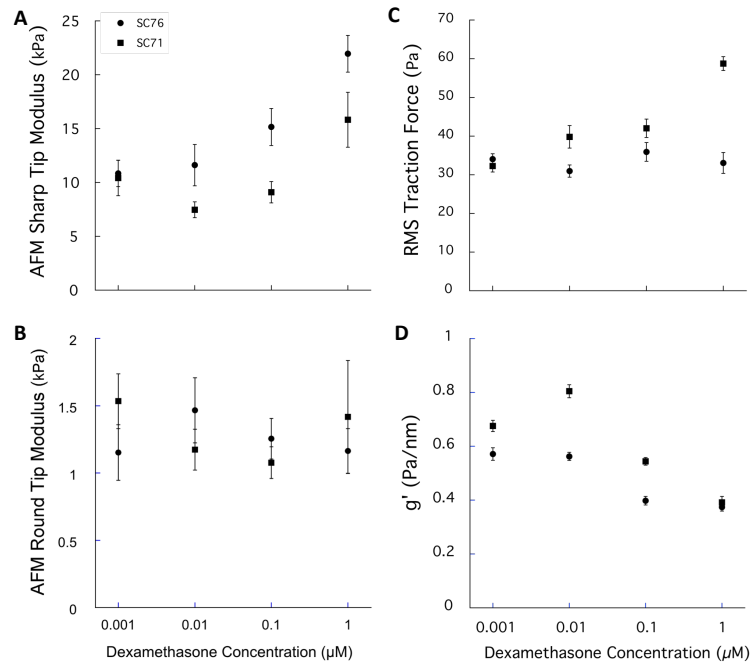 A
SC76
SC71
AFM Sharp Tip Modulus (kPa)
25
20
15
10
5
0
C
RMS Traction Force (Pa)
70
60
50
40
30
20
10
0
B
AFM Round Tip Modulus (kPa)
2
1.5
1
0.5
0
0.001
0.01
0.1
1
Dexamethasone Concentration (μM)
D
g' (Pa/nm)
1
0.8
0.6
0.4
0.2
0
0.001
0.01
0.1
1
Dexamethasone Concentration (μM)